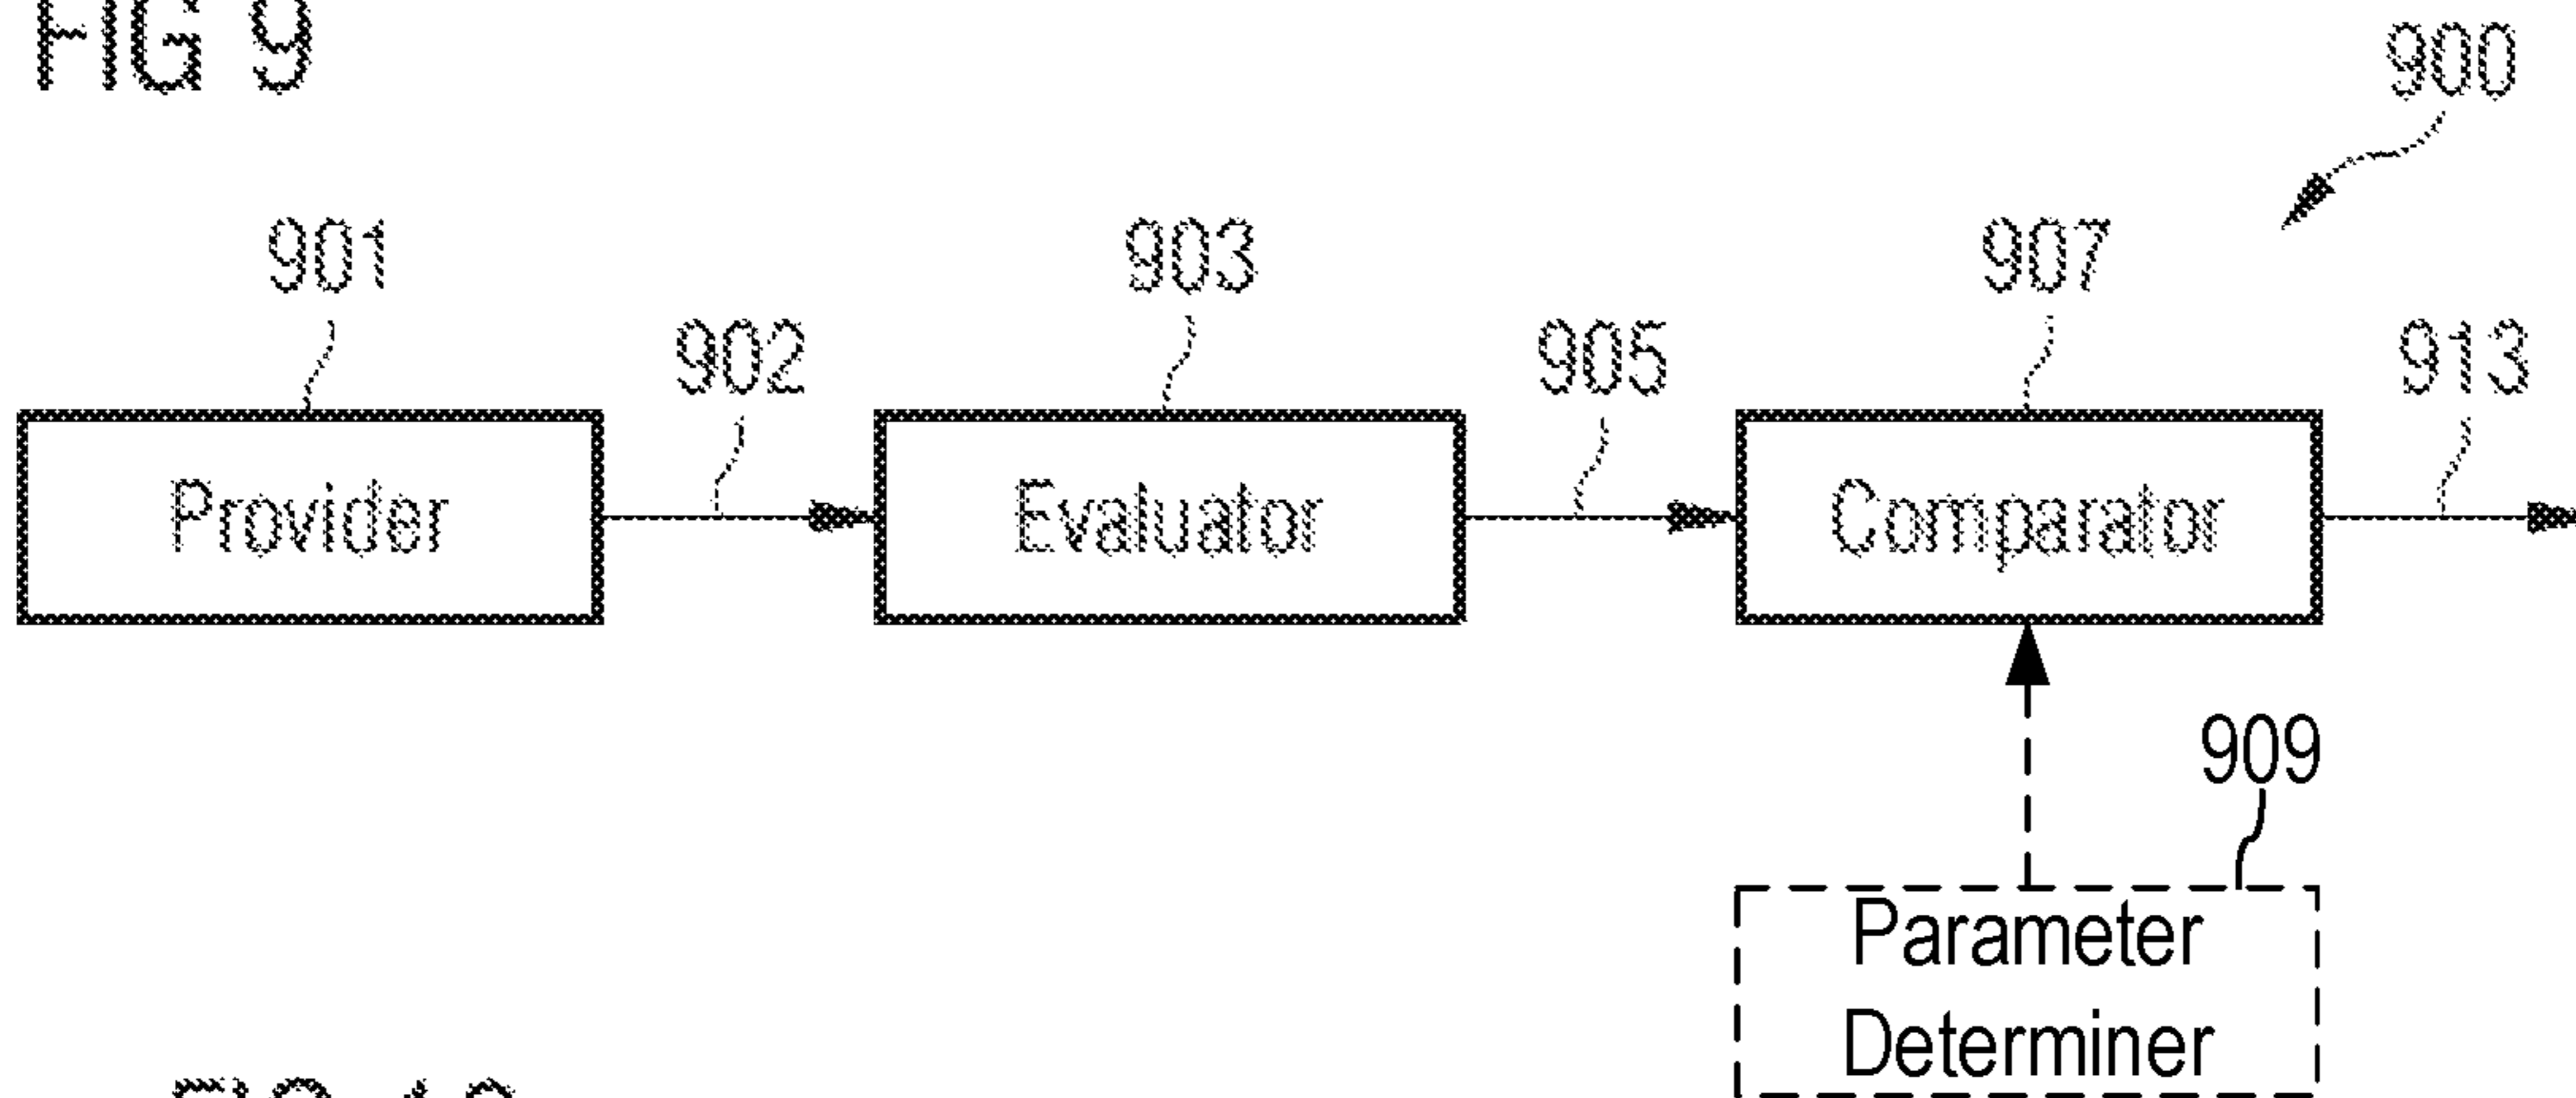 FIG 9
900
901
903
907
902
905
913
Provider
Evaluator
Comparator
909
Parameter
Determiner